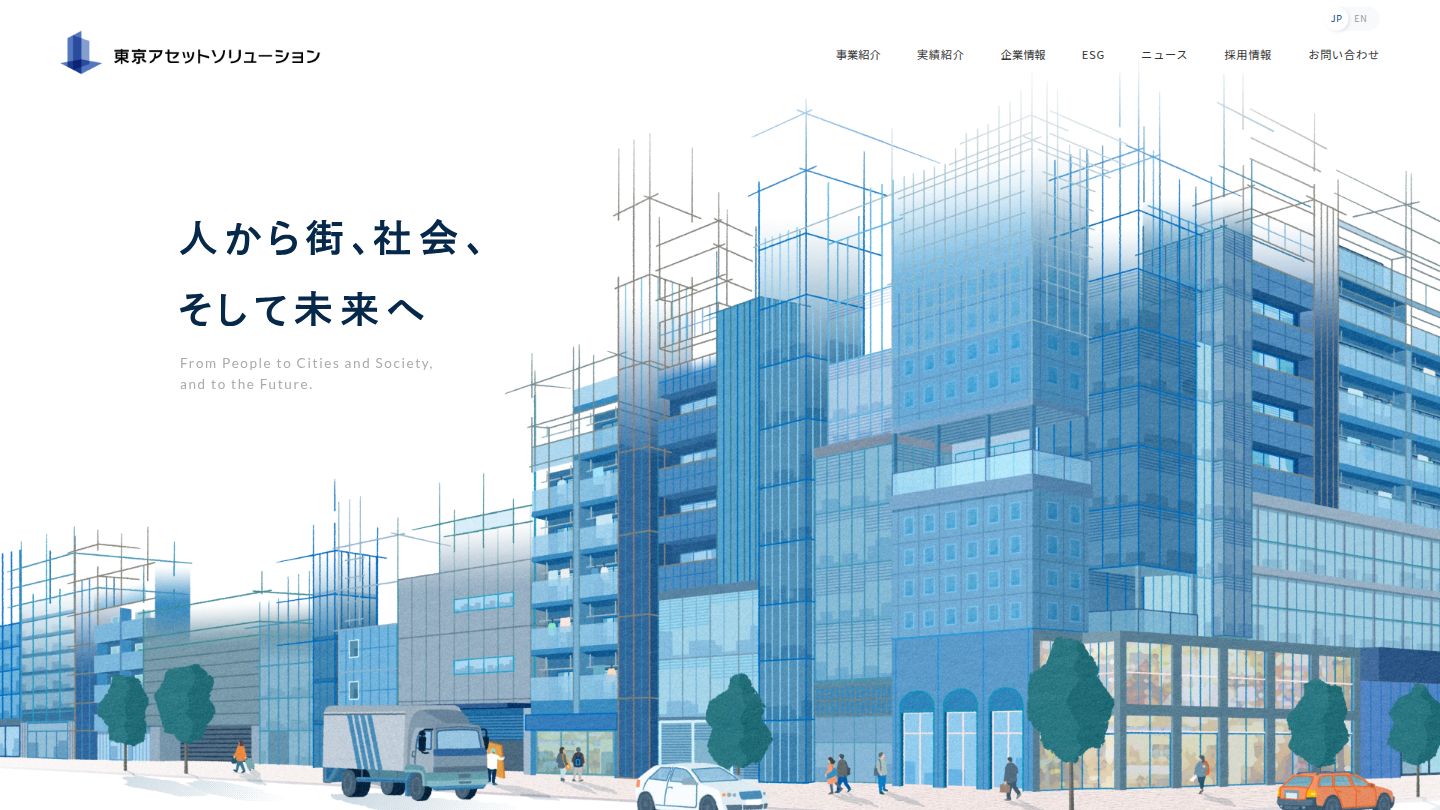 JP EN
東京アセットソリューション
事業紹介 実績紹介 企業情報 ESG ニュース 採用情報 お問い合わせ
人から街、社会、
そして未来へ
From People to Cities and Society,
and to the Future.